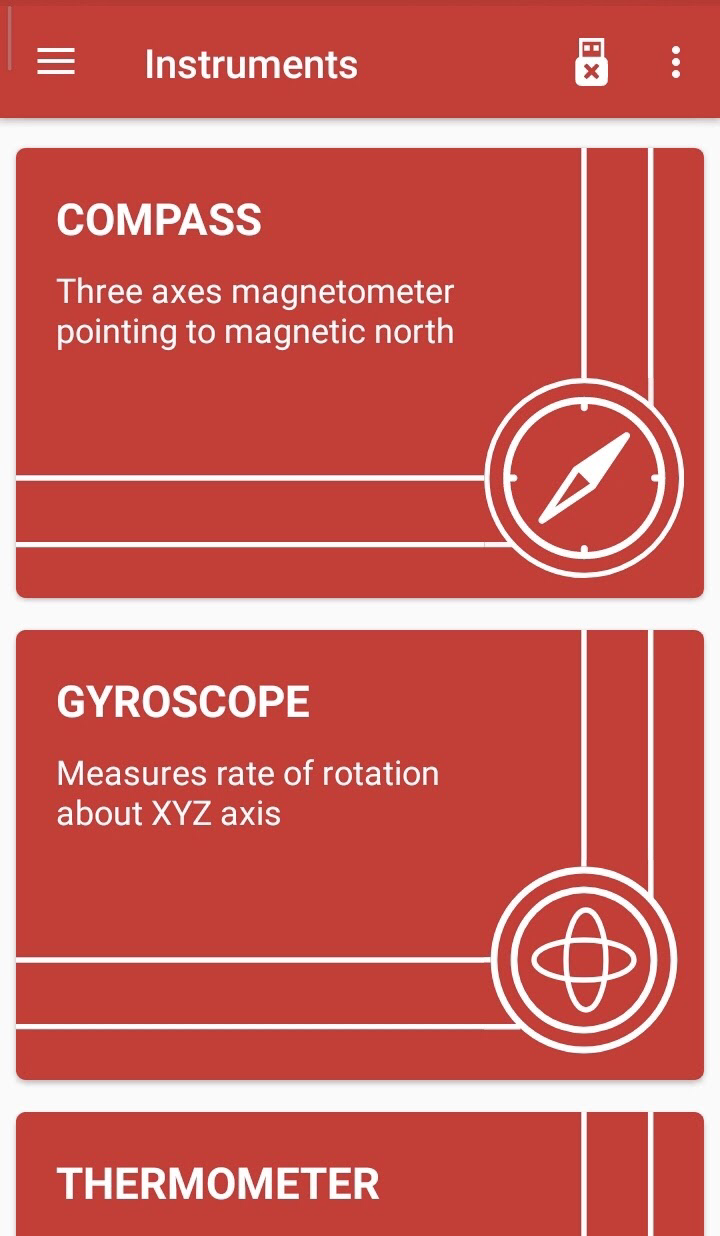 Instruments
COMPASS
Three axes magnetometer
pointing to magnetic north
GYROSCOPE
Measures rate of rotation
about XYZ axis
THERMOMETER